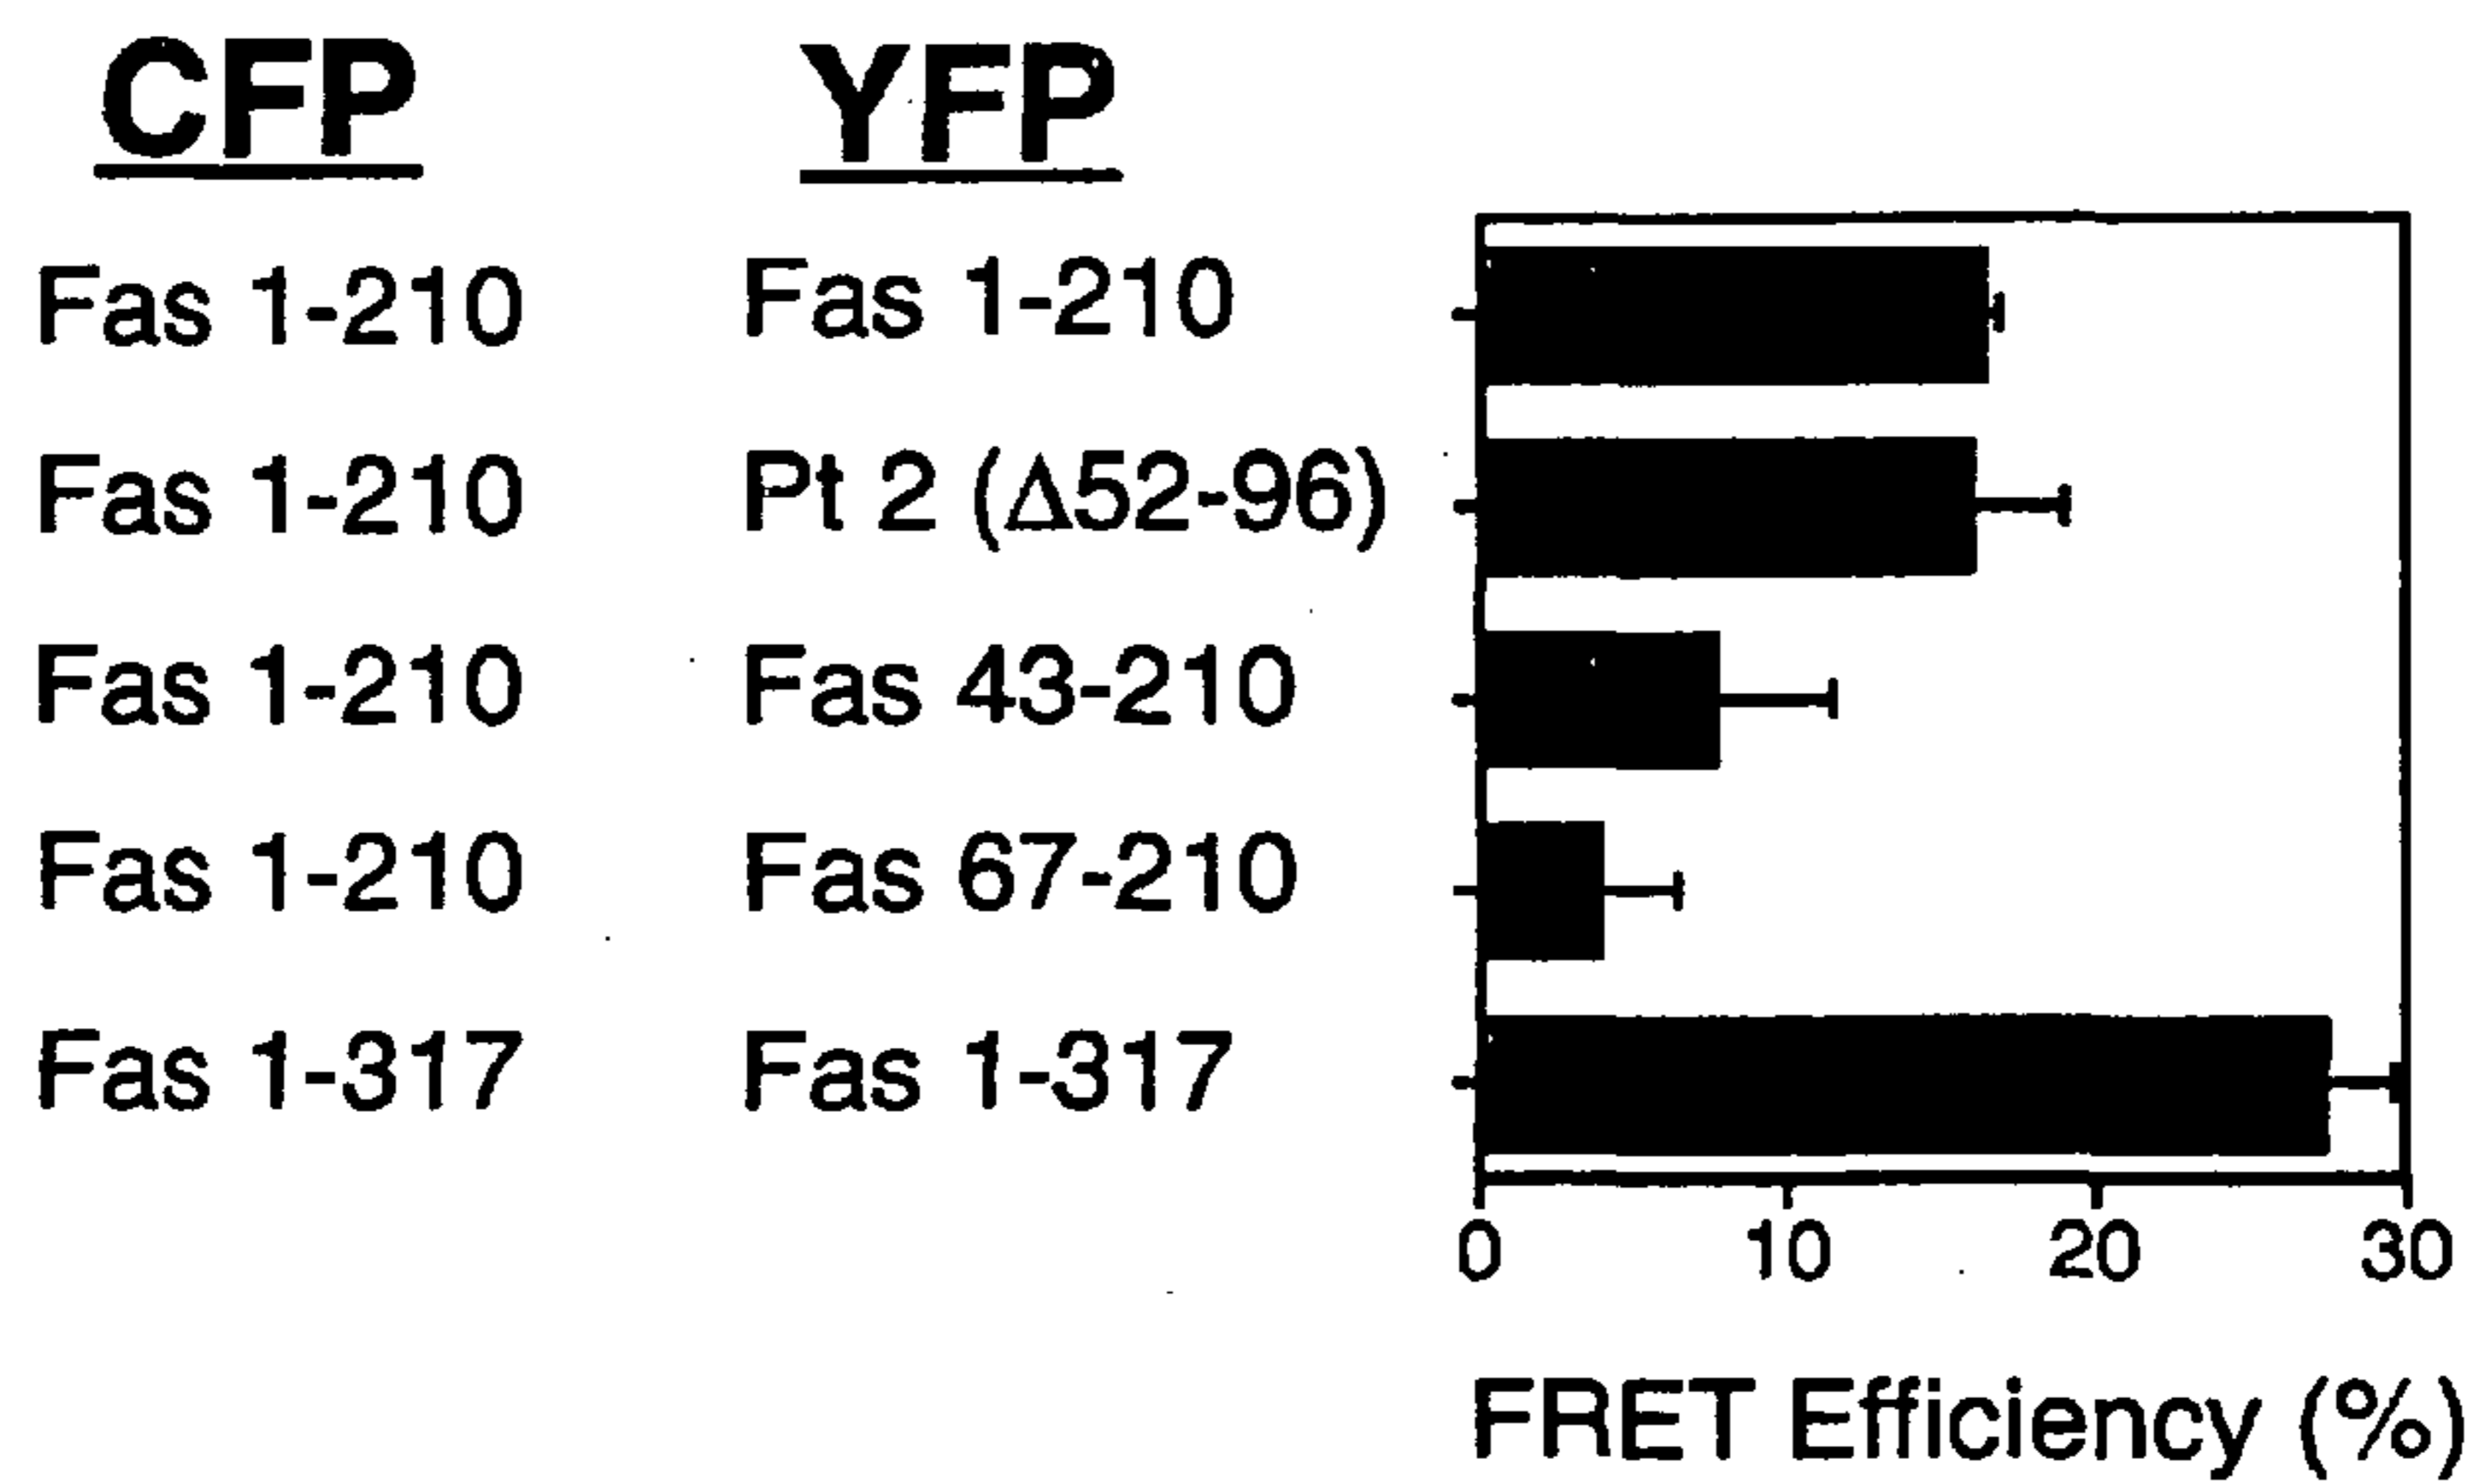 CFP YFP
Fas 1-210 Fas 1-210
Fas 1-210 Pt 2 (Δ52-96)
Fas 1-210 Fas 43-210
Fas 1-210 Fas 67-210
Fas 1-317 Fas 1-317
0 10 20 30
FRET Efficiency (%)